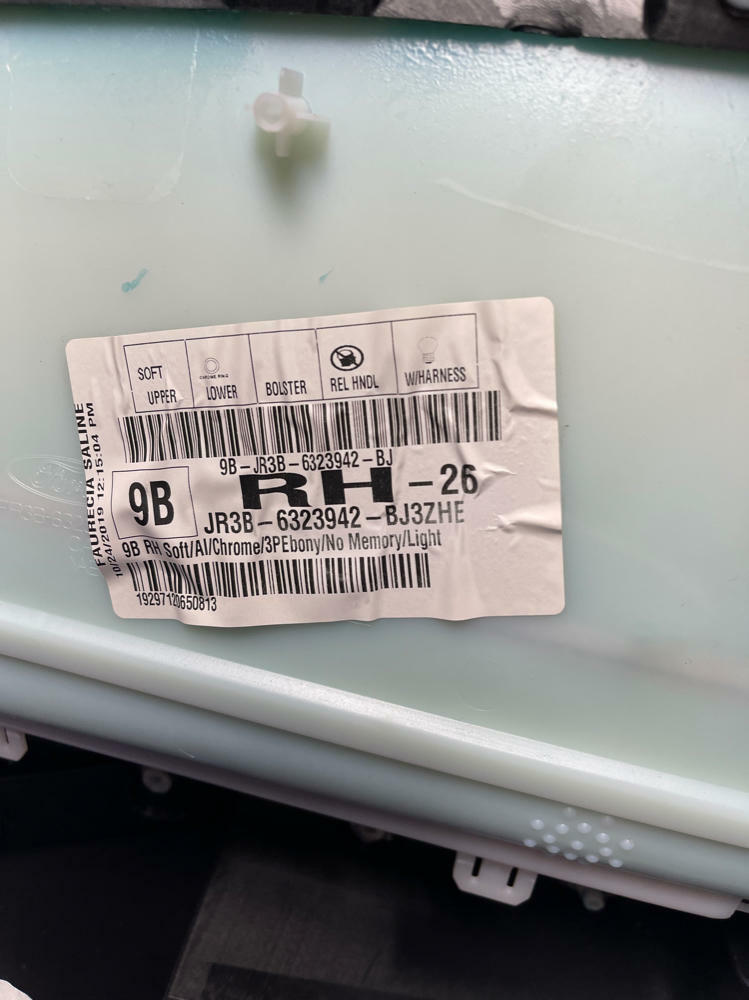 SOFT
UPPER
CHROME RING
LOWER
BOLSTER
REL HNDL
W/HARNESS
9B-JR3B-6323942-BJ
9B
RH-26
JR3B-6323942-BJ3ZHE
9B RH Soft/Al/Chrome/3PEbony/No Memory/Light
19297120650813
FAURECIA SALINE
10/24/2019 12:15:04 PM
Ford